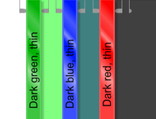 Dark green, thin
Dark blue, thin
Dark red, thin